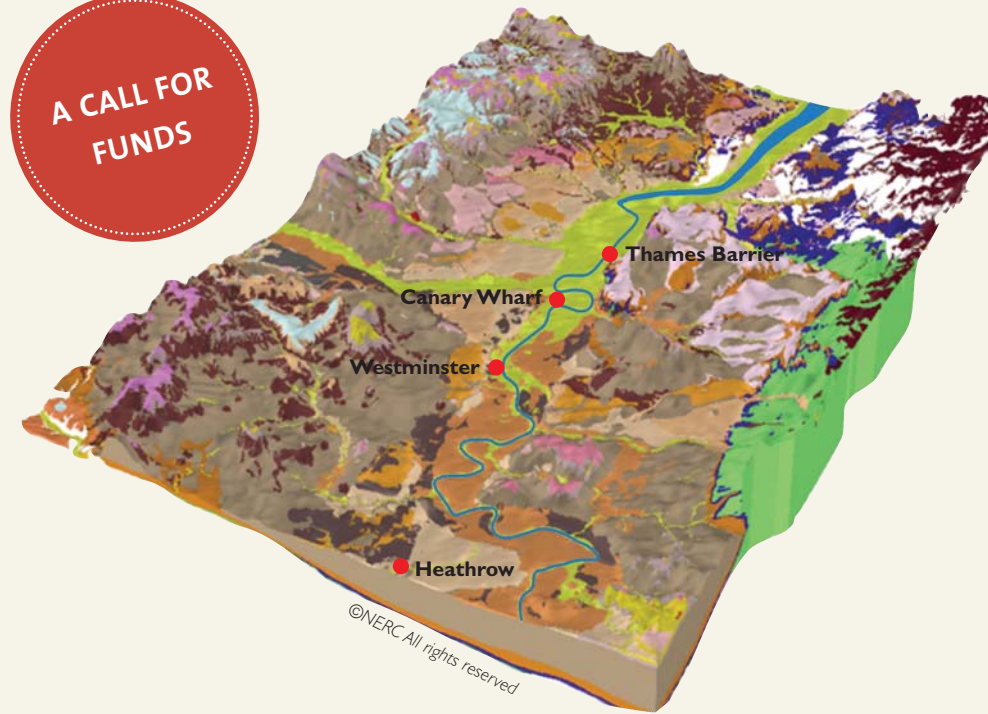 A CALL FOR
FUNDS
Thames Barrier
Canary Wharf
Westminster
Heathrow
©NERC All rights reserved